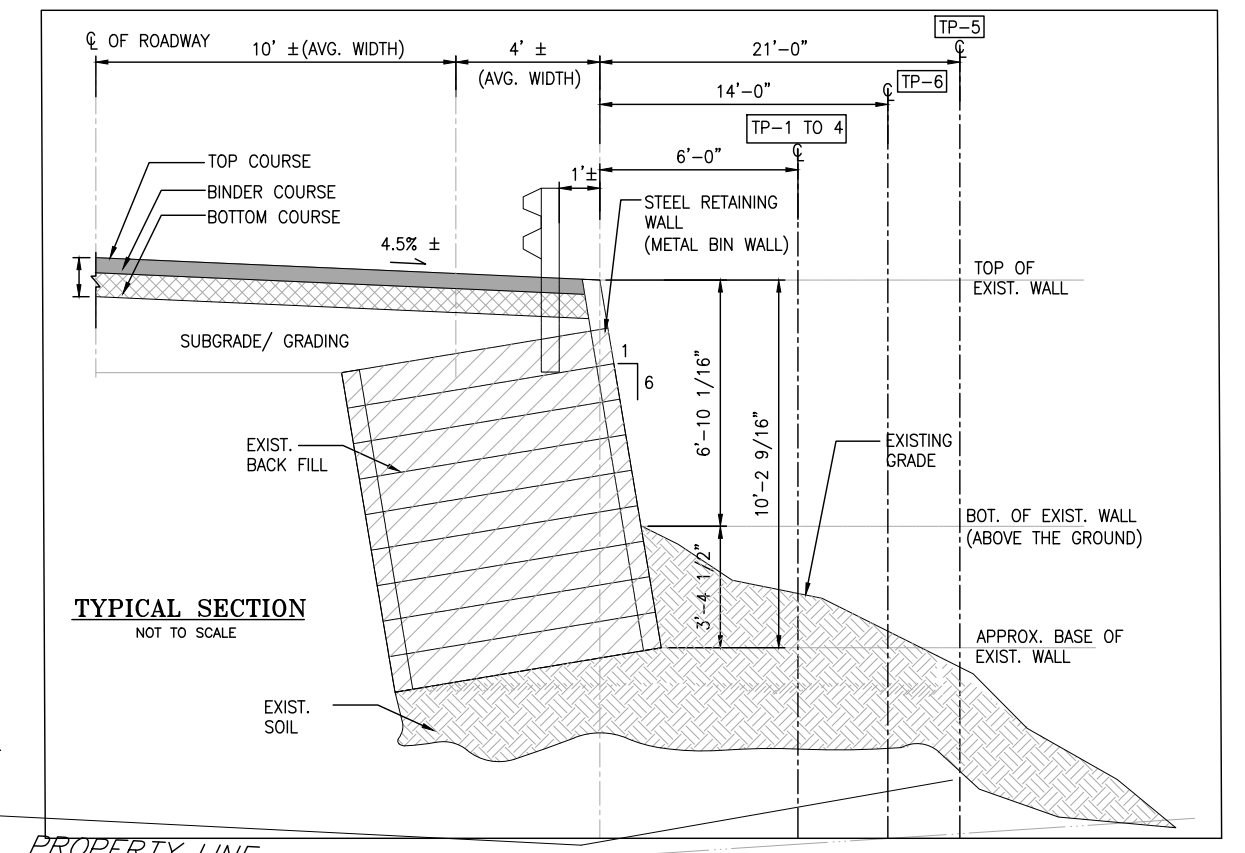 TP-5
℄ OF ROADWAY
10' ±(AVG. WIDTH)
4' ±
(AVG. WIDTH)
21'-0"
℄
TP-6
℄
14'-0"
TP-1 TO 4
℄
6'-0"
1'±
TOP COURSE
BINDER COURSE
BOTTOM COURSE
STEEL RETAINING
WALL
(METAL BIN WALL)
4.5% ±
TOP OF
EXIST. WALL
SUBGRADE/ GRADING
1
6
6'-10 1/16"
10'-2 9/16"
EXIST.
BACK FILL
EXISTING
GRADE
BOT. OF EXIST. WALL
(ABOVE THE GROUND)
3'-4 1/2"
TYPICAL SECTION
NOT TO SCALE
APPROX. BASE OF
EXIST. WALL
EXIST.
SOIL
PROPERTY LINE